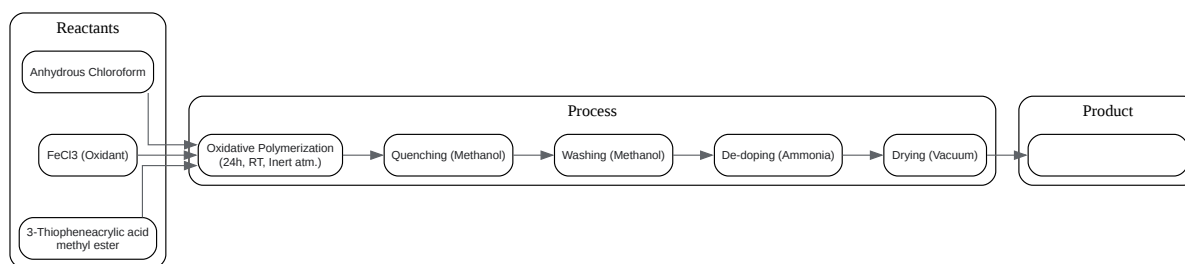 Reactants
Anhydrous Chloroform
FeCl3 (Oxidant)
3-Thiopheneacrylic acid
methyl ester
Process
Oxidative Polymerization
(24h, RT, Inert atm.)
Quenching (Methanol)
Washing (Methanol)
De-doping (Ammonia)
Drying (Vacuum)
Product